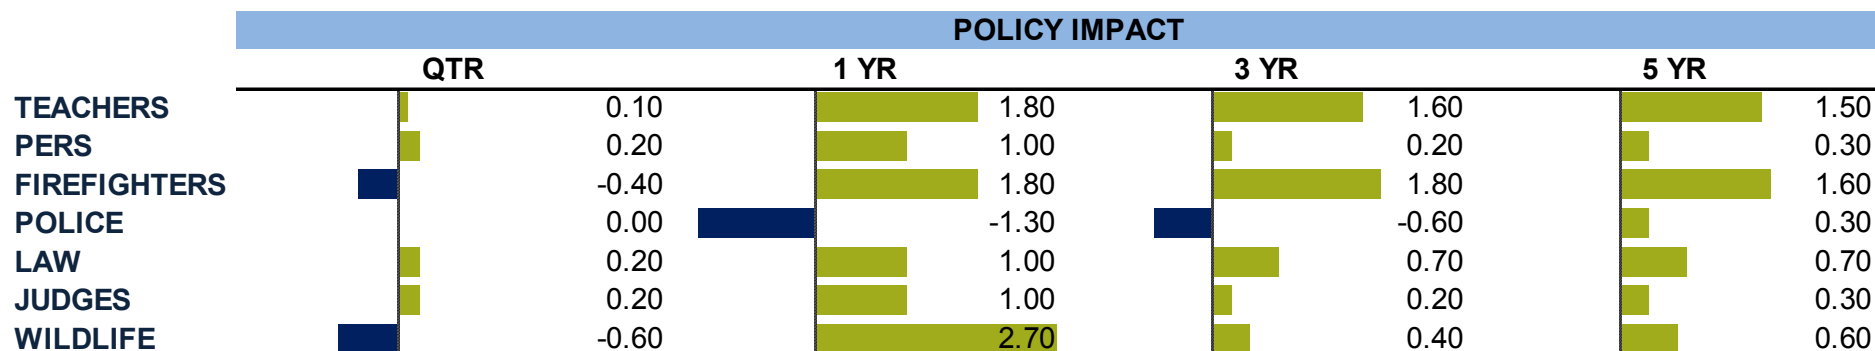 POLICY IMPACT
QTR 1 YR 3 YR 5 YR
TEACHERS 0.10 1.80 1.60 1.50
PERS 0.20 1.00 0.20 0.30
FIREFIGHTERS -0.40 1.80 1.80 1.60
POLICE 0.00 -1.30 -0.60 0.30
LAW 0.20 1.00 0.70 0.70
JUDGES 0.20 1.00 0.20 0.30
WILDLIFE -0.60 2.70 0.40 0.60